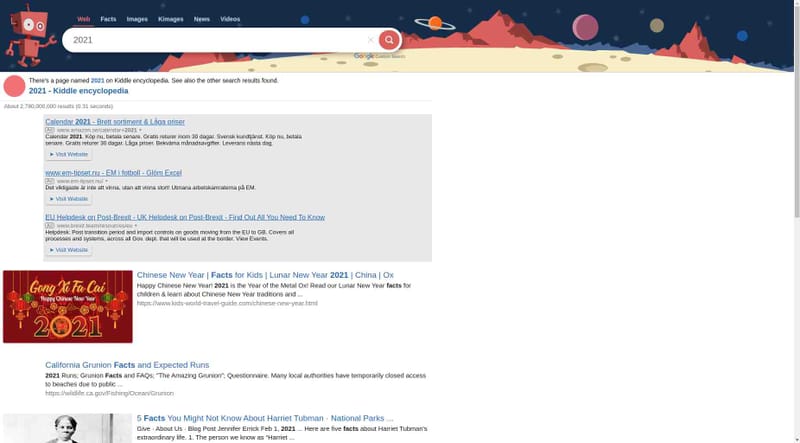 Web Facts Images Kimages News Videos
2021
Google Custom Search
There's a page named 2021 on Kiddle encyclopedia. See also the other search results found.
2021 - Kiddle encyclopedia
About 2,780,000,000 results (0.31 seconds)
Calendar 2021 - Brett sortiment & Låga priser
Ad www.amazon.se/calendar+2021
Calendar 2021. Köp nu, betala senare. Gratis returer inom 30 dagar. Svensk kundtjänst. Köp nu, betala
senare. Gratis returer 30 dagar. Låga priser. Bekväma månadsavgifter. Leverans nästa dag.
Visit Website
www.em-tipset.nu - EM i fotboll - Glöm Excel
Ad www.em-tipset.nu/
Det viktigaste är inte att vinna, utan att vinna stort! Utmana arbetskamraterna på EM.
Visit Website
EU Helpdesk on Post-Brexit - UK Helpdesk on Post-Brexit - Find Out All You Need To Know
Ad
Helpdesk: Post transition period and import controls on goods moving from the EU to GB. Covers all
processes and systems, across all Gov. dept. that will be used at the border. View Events.
Visit Website
Gong Xi Fa Cai
Happy Chinese New Year
2021
Chinese New Year | Facts for Kids | Lunar New Year 2021 | China | Ox
Happy Chinese New Year! 2021 is the Year of the Metal Ox! Read our Lunar New Year facts for
children & learn about Chinese New Year traditions and ...
https://www.kids-world-travel-guide.com/chinese-new-year.html
California Grunion Facts and Expected Runs
2021 Runs; Grunion Facts and FAQs; "The Amazing Grunion"; Questionnaire. Many local authorities have temporarily closed access
to beaches due to public ...
https://wildlife.ca.gov/Fishing/Ocean/Grunion
5 Facts You Might Not Know About Harriet Tubman · National Parks ...
Give · About Us · Blog Post Jennifer Errick Feb 1, 2021 ... Here are five facts about Harriet Tubman's
extraordinary life. 1. The person we know as "Harriet ...